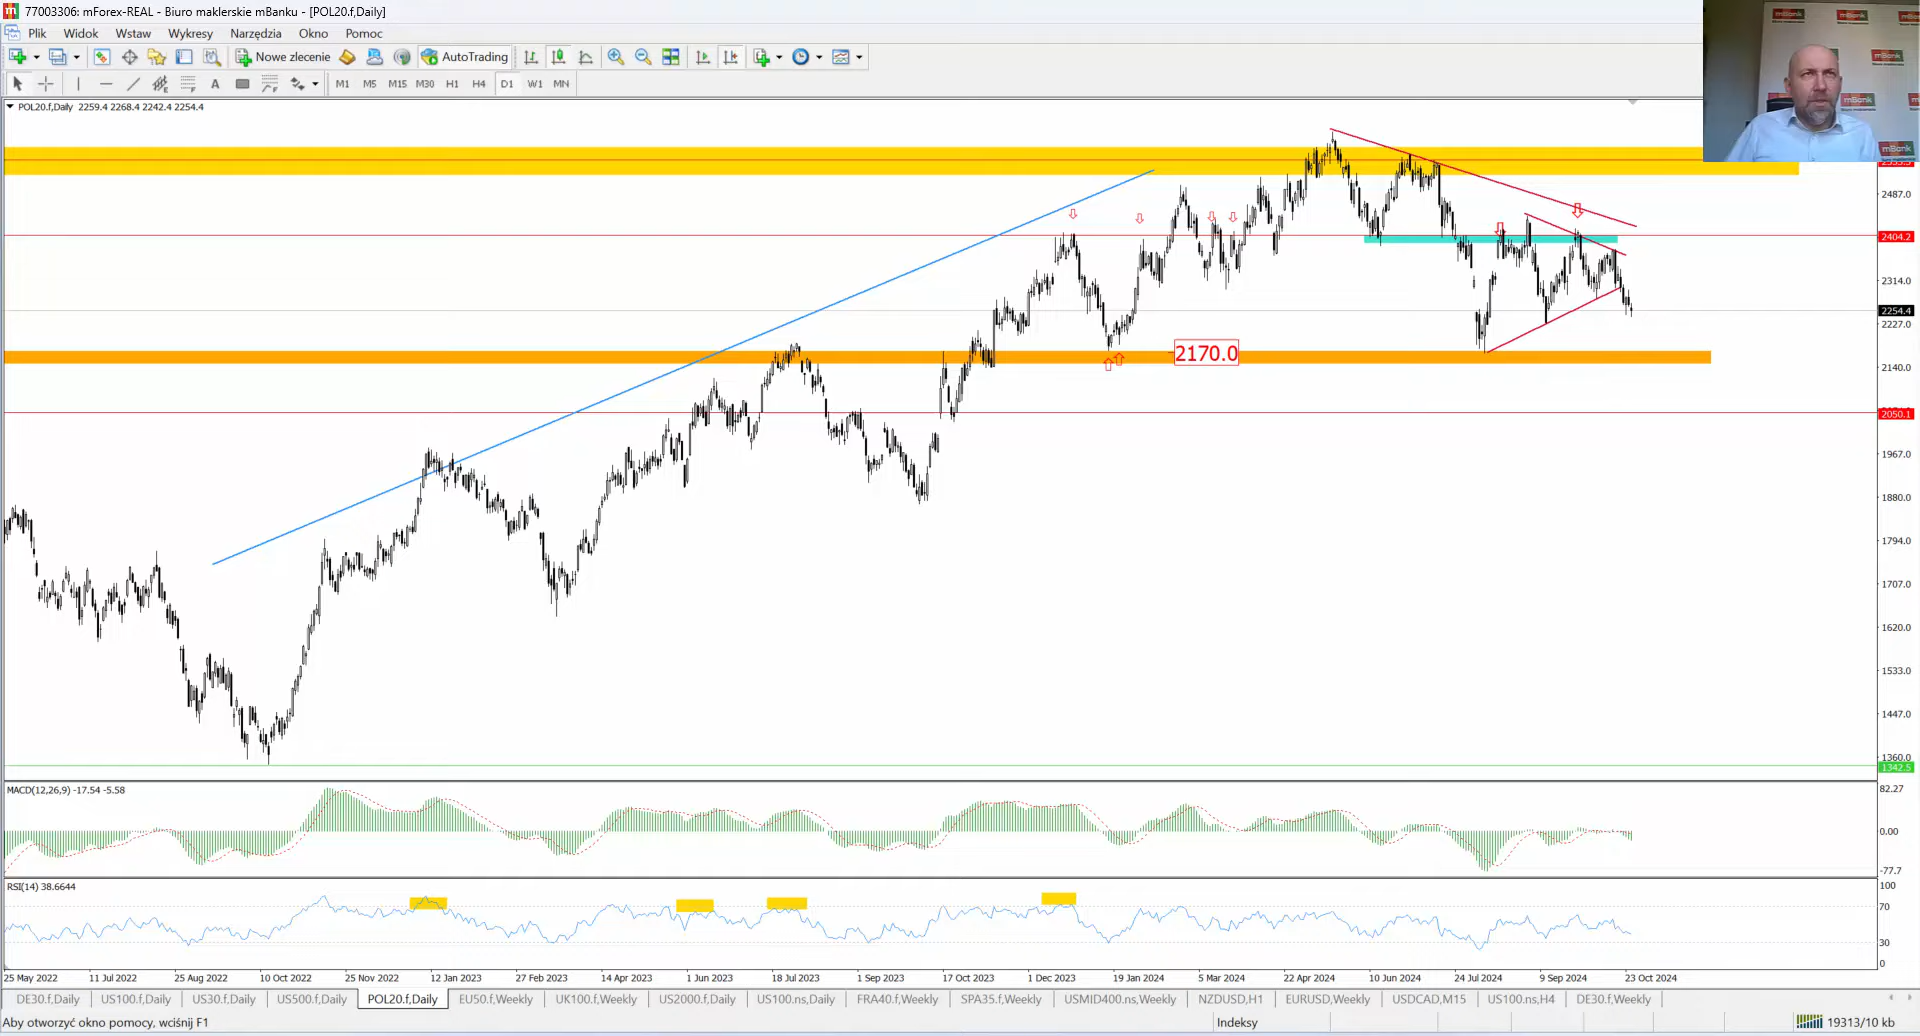 77003306: mForex-REAL - Biuro maklerskie mBanku - [POL20.f,Daily]
Plik Widok Wstaw Wykresy Narzędzia Okno Pomoc
Nowe zlecenie AutoTrading
A M1 M5 M15 M30 H1 H4 D1 W1 MN
POL20.f,Daily 2259.4 2268.4 2242.4 2254.4
mBank
mBank
2487.0
2404.2
2314.0
2254.4
2227.0
2170.0
2140.0
2050.1
1967.0
1880.0
1794.0
1707.0
1620.0
1533.0
1447.0
1360.0
1342.5
MACD(12,26,9) -17.54 -5.58
82.27
0.00
-77.7
RSI(14) 38.6644
100
70
30
0
25 May 2022 11 Jul 2022 25 Aug 2022 10 Oct 2022 25 Nov 2022 12 Jan 2023 27 Feb 2023 14 Apr 2023 1 Jun 2023 18 Jul 2023 1 Sep 2023 17 Oct 2023 1 Dec 2023 19 Jan 2024 5 Mar 2024 22 Apr 2024 10 Jun 2024 24 Jul 2024 9 Sep 2024 23 Oct 2024
DE30.f,Daily US100.f,Daily US30.f,Daily US500.f,Daily POL20.f,Daily EU50.f,Weekly UK100.f,Weekly US2000.f,Daily US100.ns,Daily FRA40.f,Weekly SPA35.f,Weekly USMID400.ns,Weekly NZDUSD,H1 EURUSD,Weekly USDCAD,M15 US100.ns,H4 DE30.f,Weekly
Aby otworzyć okno pomocy, wciśnij F1 Indeksy 19313/10 kb